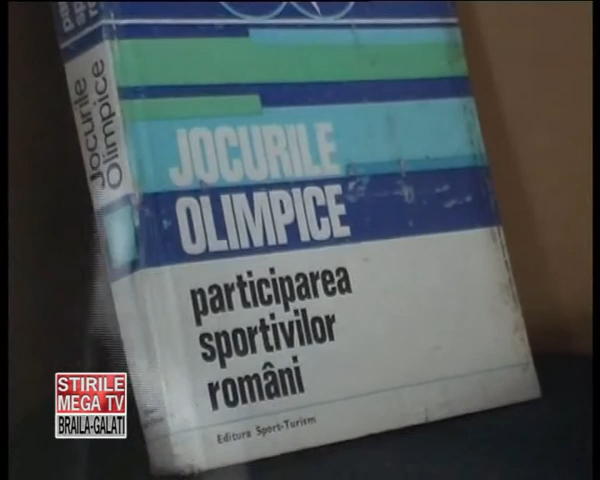 Jocurile
Olimpice
JOCURILE
OLIMPICE
participarea
sportivilor
români
Editura Sport-Turism
STIRILE
MEGA TV
BRAILA-GALATI